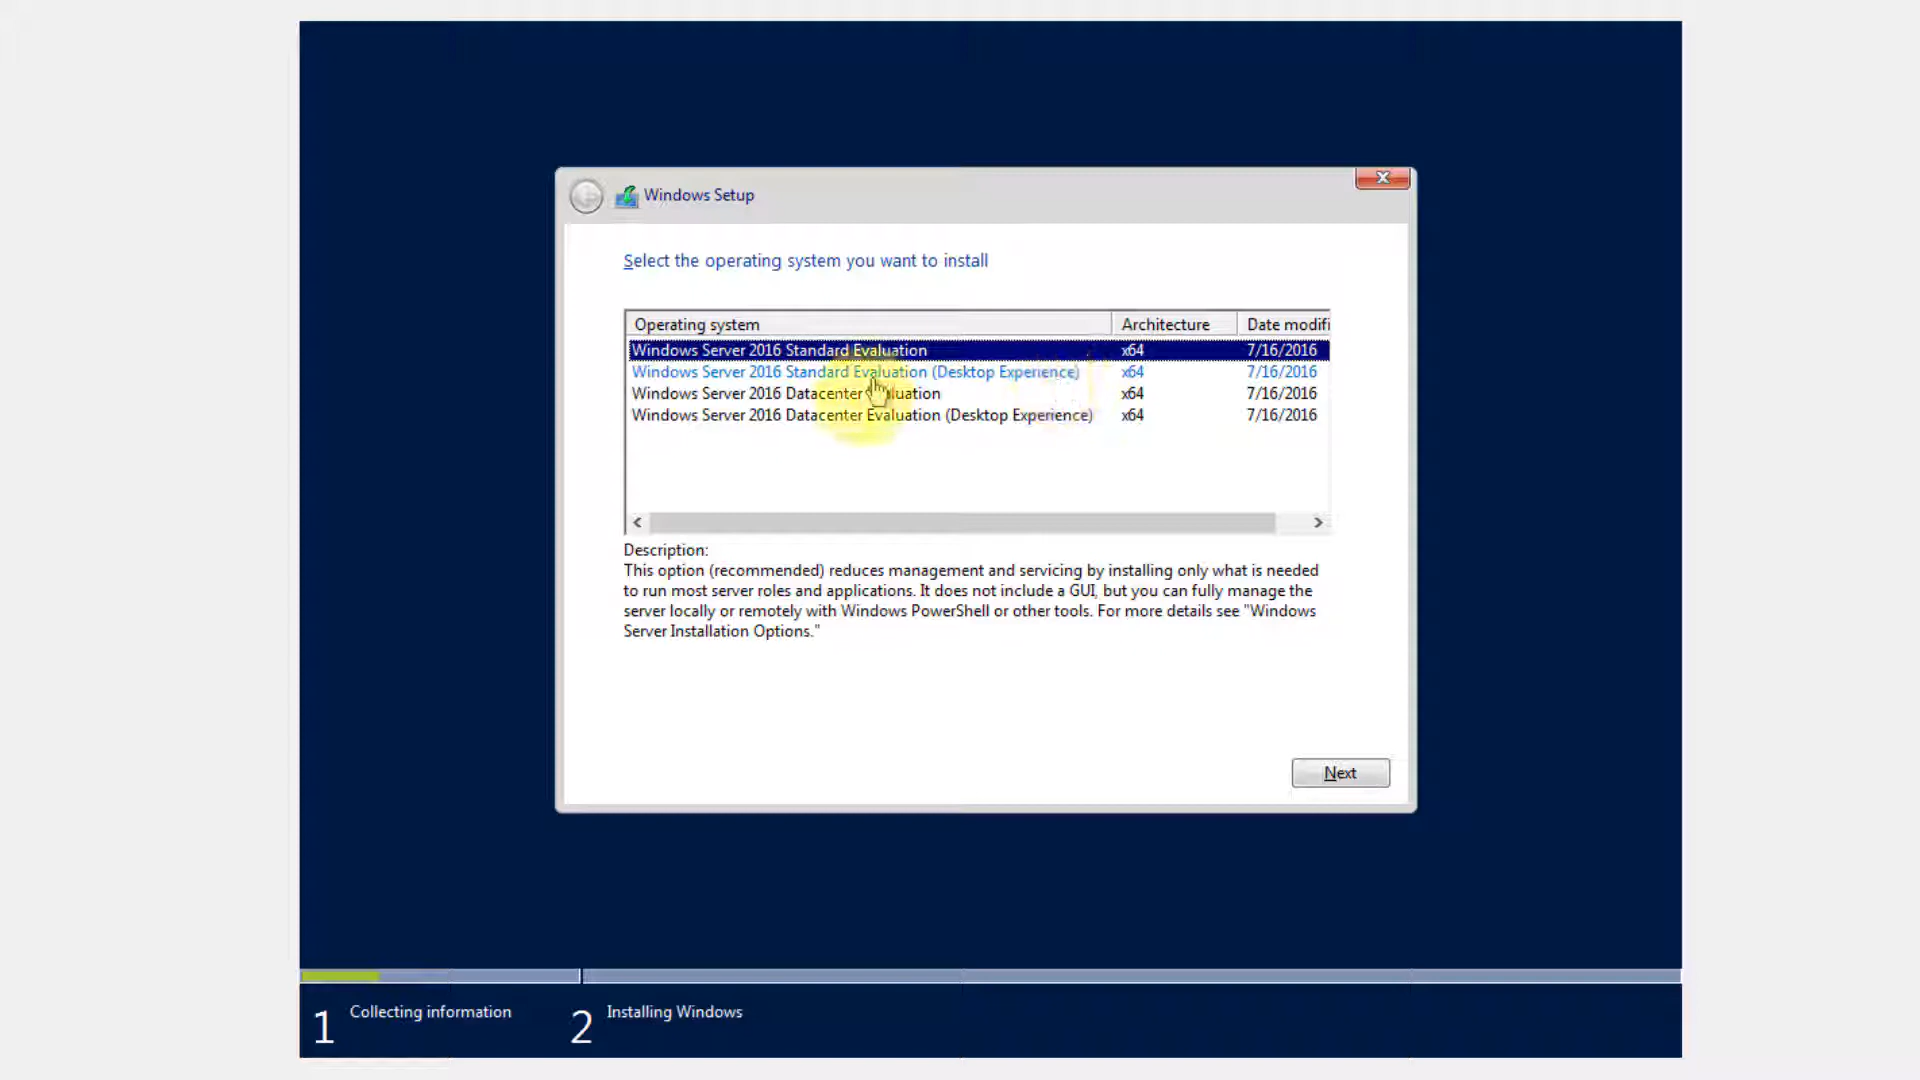 Windows Setup
Select the operating system you want to install
Operating system Architecture Date modifi
Windows Server 2016 Standard Evaluation x64 7/16/2016
Windows Server 2016 Standard Evaluation (Desktop Experience) x64 7/16/2016
Windows Server 2016 Datacenter Evaluation x64 7/16/2016
Windows Server 2016 Datacenter Evaluation (Desktop Experience) x64 7/16/2016
Description:
This option (recommended) reduces management and servicing by installing only what is needed
to run most server roles and applications. It does not include a GUI, but you can fully manage the
server locally or remotely with Windows PowerShell or other tools. For more details see "Windows
Server Installation Options."
Next
1 Collecting information 2 Installing Windows